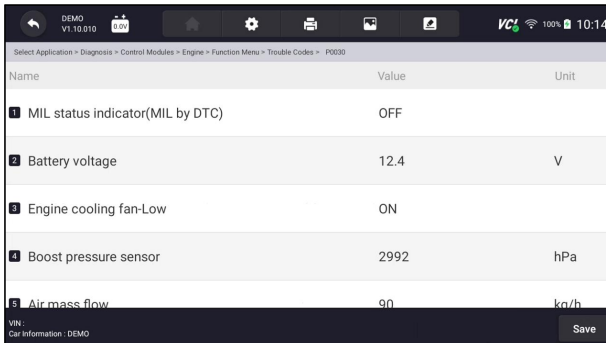 DEMO
V1.10.010
0.0V
VCI 100% 10:14
Select Application > Diagnosis > Control Modules > Engine > Function Menu > Trouble Codes > P0030
Name Value Unit
1 MIL status indicator(MIL by DTC) OFF
2 Battery voltage 12.4 V
3 Engine cooling fan-Low ON
4 Boost pressure sensor 2992 hPa
5 Air mass flow 90 kg/h
VIN :
Car Information : DEMO
Save